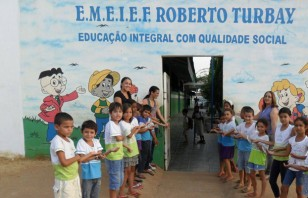 E.M.E.I.E.F. ROBERTO TURBAY
EDUCAÇÃO INTEGRAL COM QUALIDADE SOCIAL